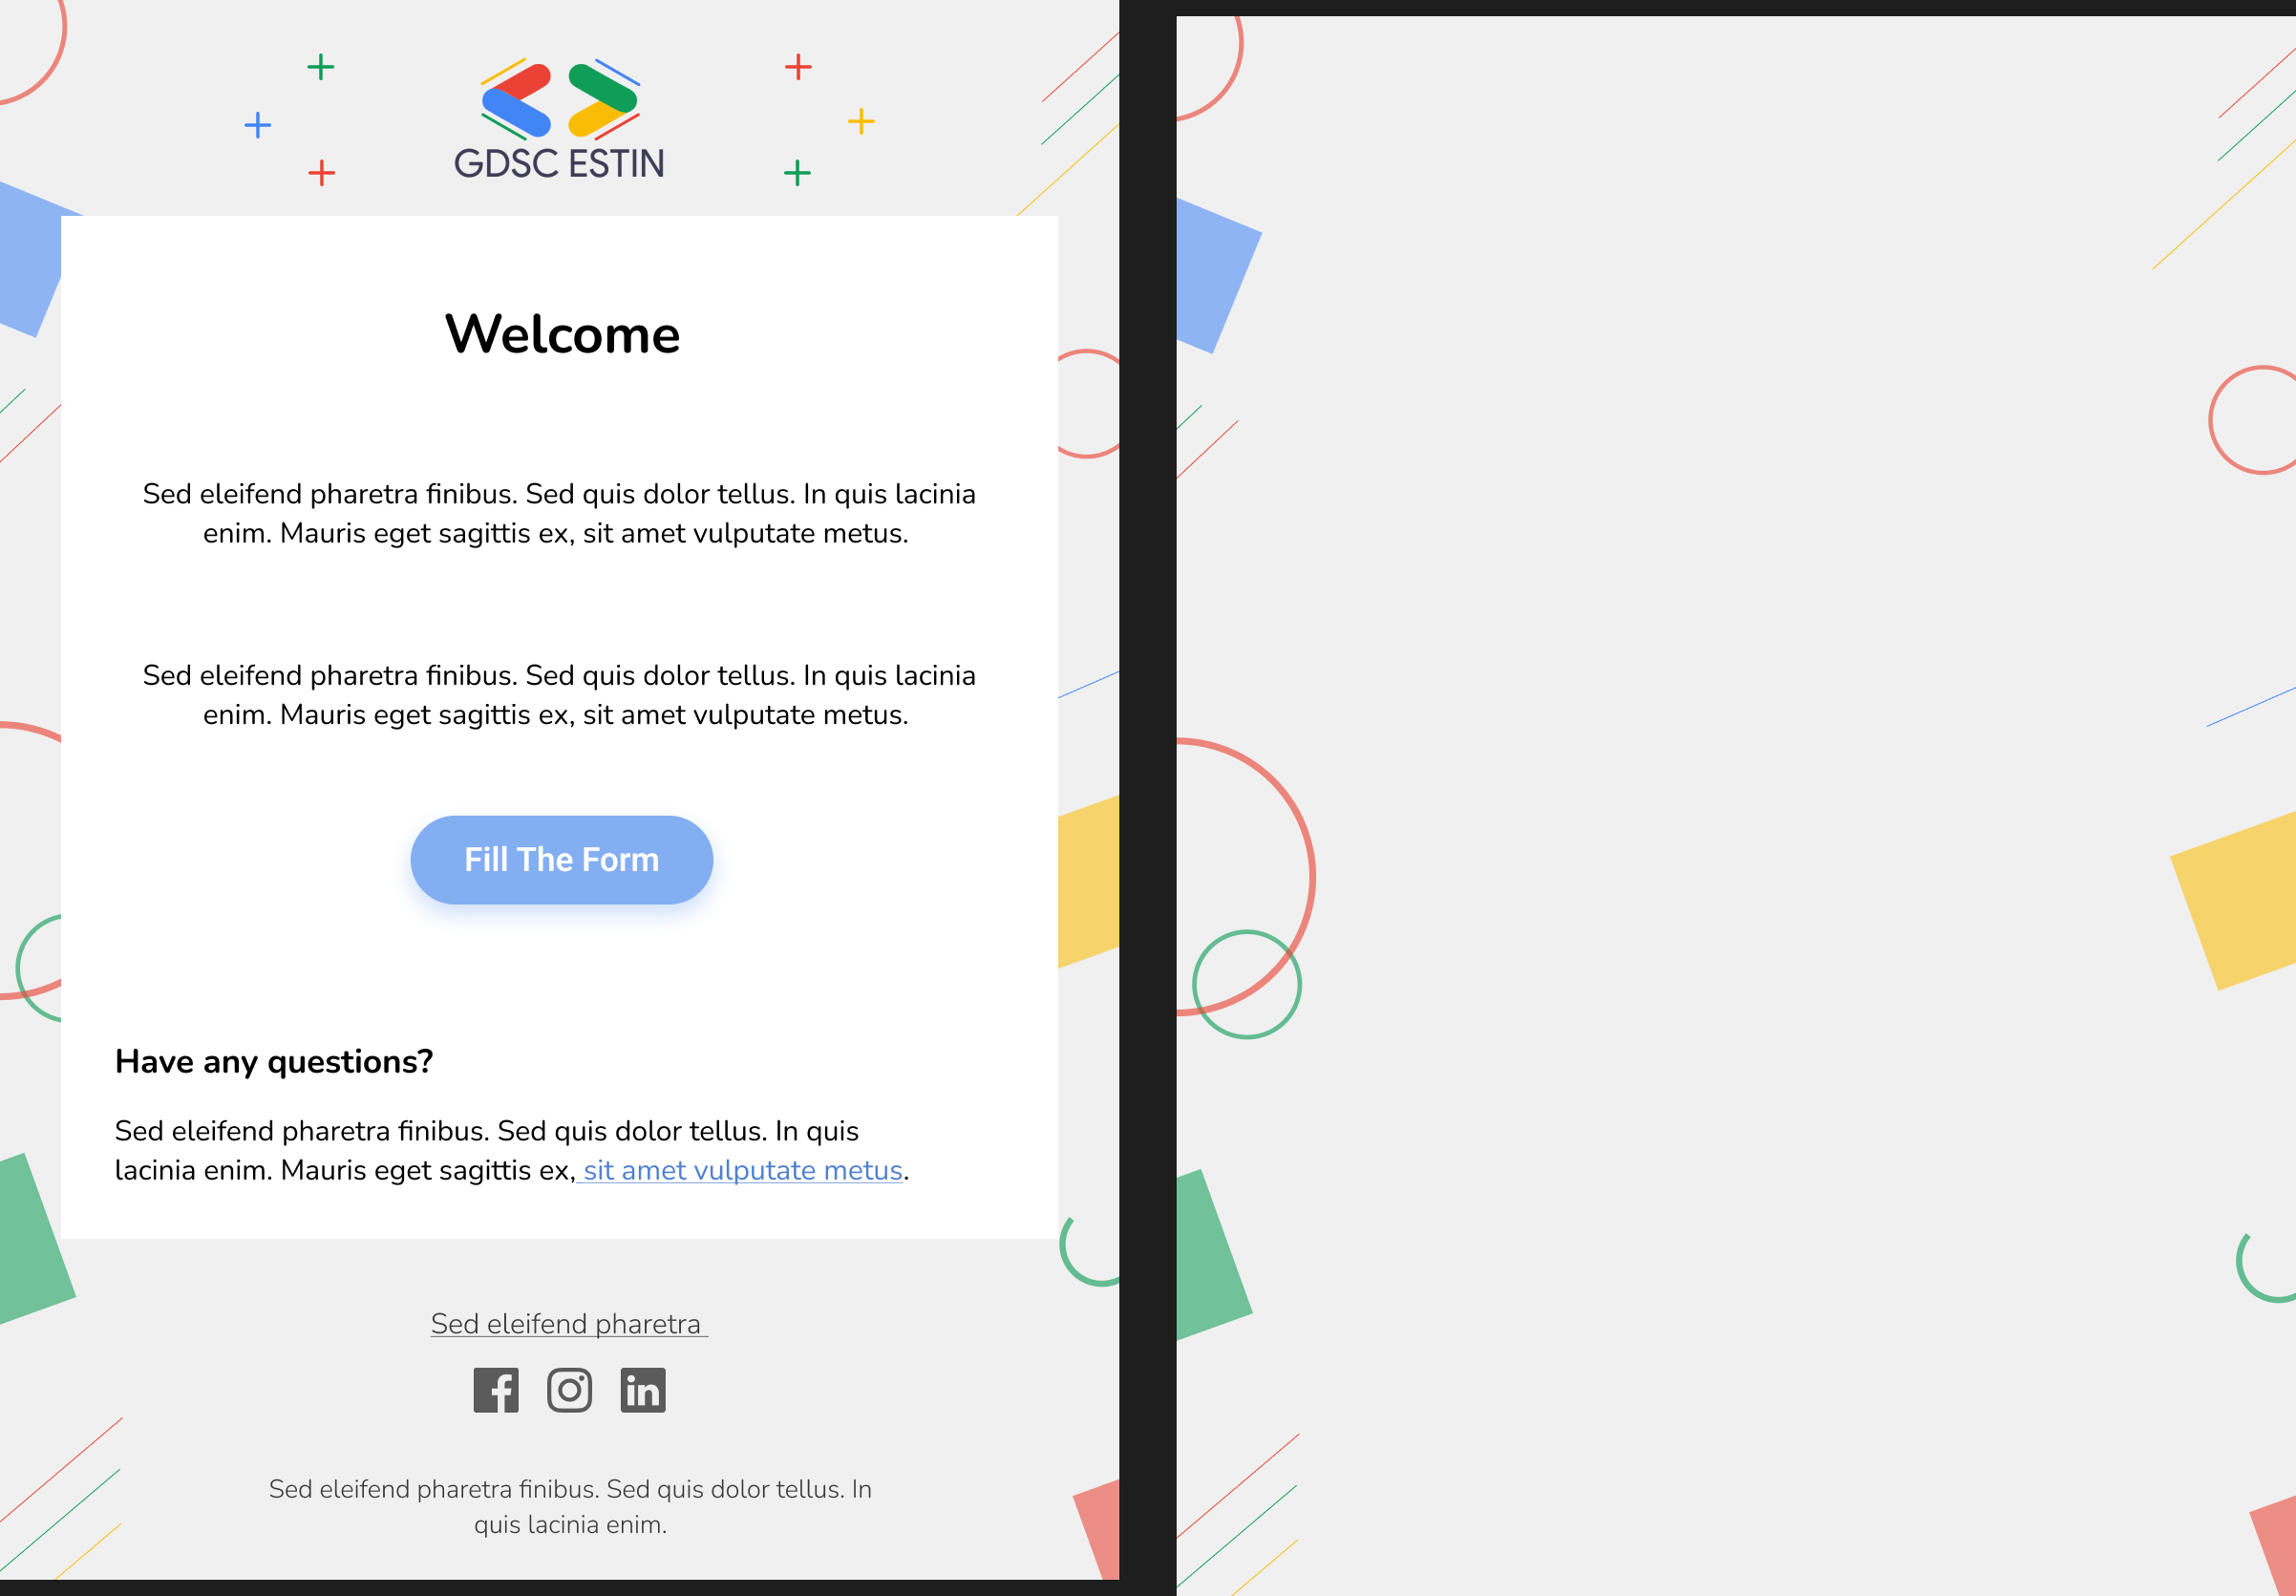 GDSC ESTIN
Welcome
Sed eleifend pharetra finibus. Sed quis dolor tellus. In quis lacinia
enim. Mauris eget sagittis ex, sit amet vulputate metus.
Sed eleifend pharetra finibus. Sed quis dolor tellus. In quis lacinia
enim. Mauris eget sagittis ex, sit amet vulputate metus.
Fill The Form
Have any questions?
Sed eleifend pharetra finibus. Sed quis dolor tellus. In quis
lacinia enim. Mauris eget sagittis ex, sit amet vulputate metus.
Sed eleifend pharetra
Sed eleifend pharetra finibus. Sed quis dolor tellus. In
quis lacinia enim.